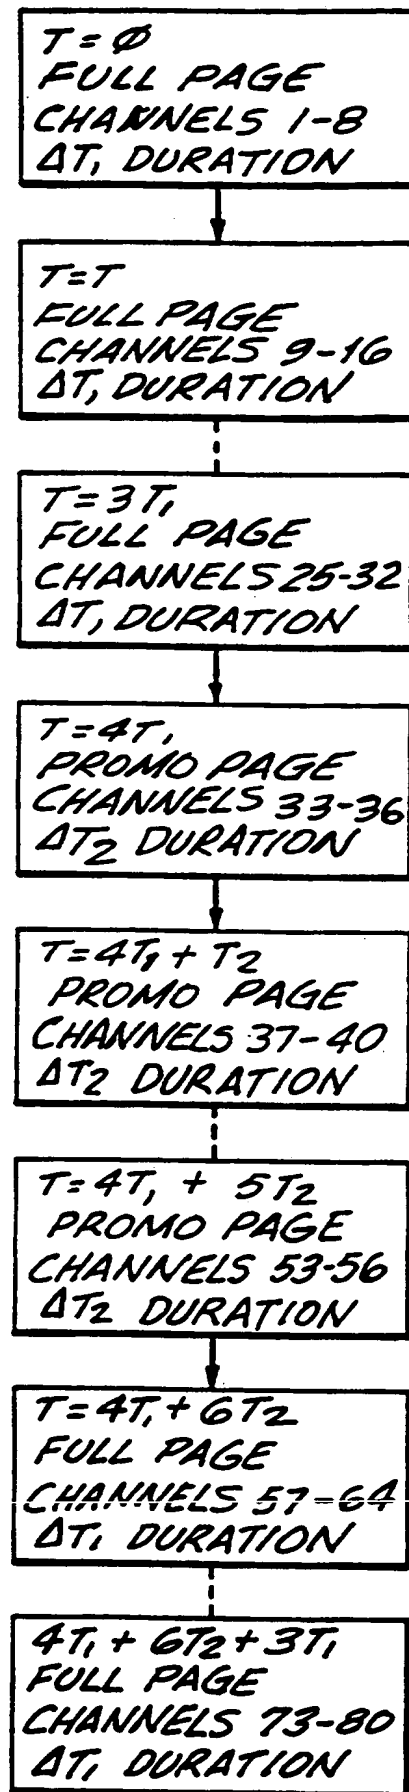 T=Ø
FULL PAGE
CHANNELS 1-8
ΔT₁ DURATION
T=T
FULL PAGE
CHANNELS 9-16
ΔT₁ DURATION
T=3T₁
FULL PAGE
CHANNELS 25-32
ΔT₁ DURATION
T=4T₁
PROMO PAGE
CHANNELS 33-36
ΔT₂ DURATION
T=4T₁ + T₂
PROMO PAGE
CHANNELS 37-40
ΔT₂ DURATION
T=4T₁ + 5T₂
PROMO PAGE
CHANNELS 53-56
ΔT₂ DURATION
T=4T₁+6T₂
FULL PAGE
CHANNELS 57-64
ΔT₁ DURATION
4T₁+6T₂+3T₁
FULL PAGE
CHANNELS 73-80
ΔT₁ DURATION